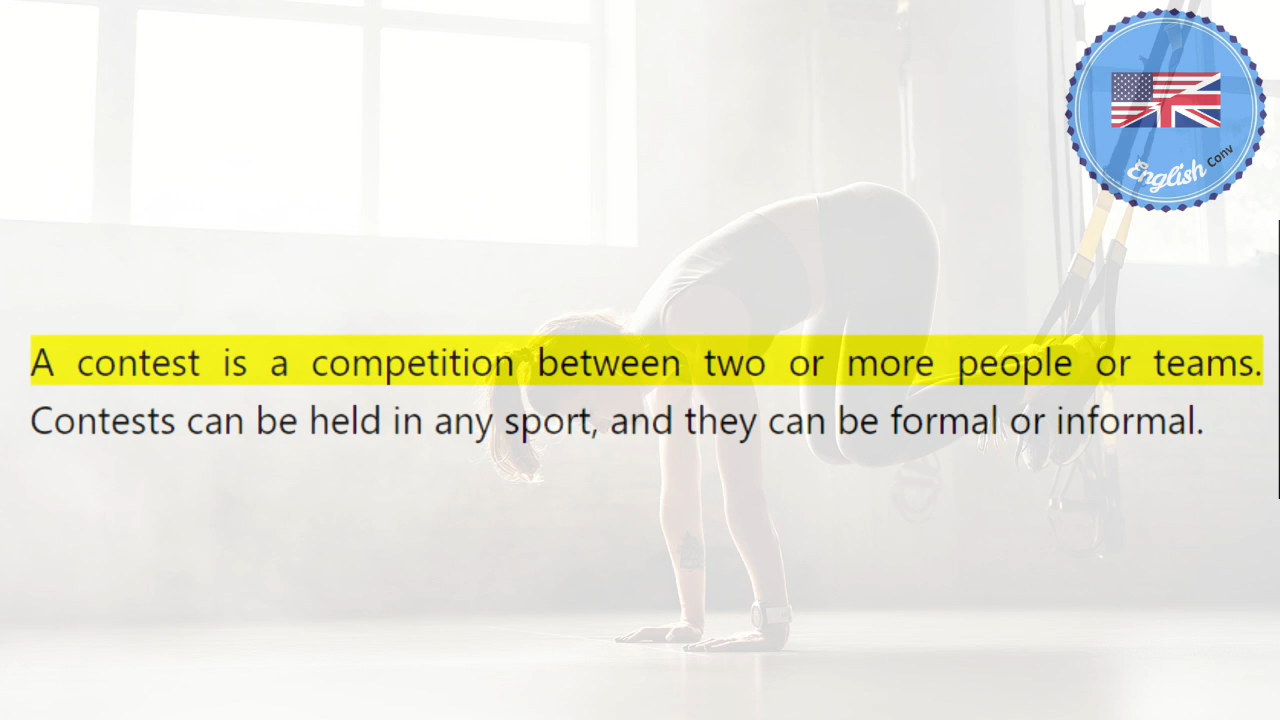 English Conv
A contest is a competition between two or more people or teams.
Contests can be held in any sport, and they can be formal or informal.